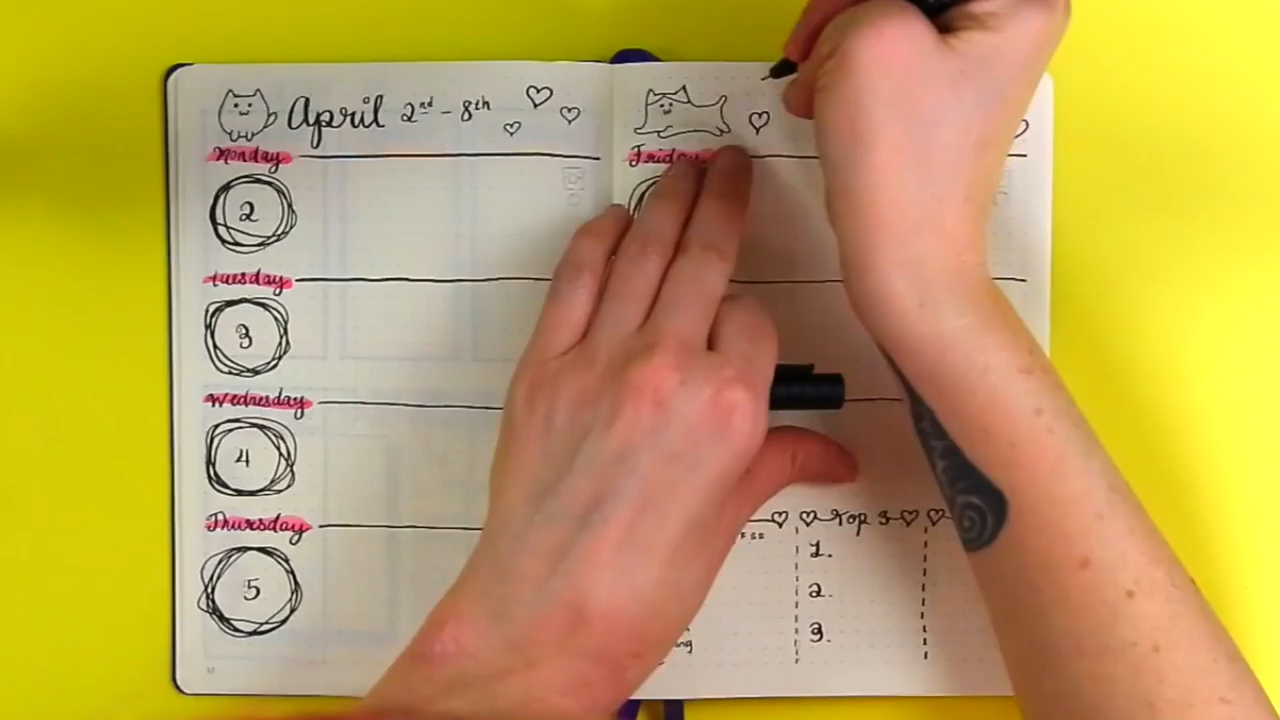 April 2nd - 8th
Monday
2
Tuesday
3
Wednesday
4
Thursday
5
Friday
Top 3
1.
2.
3.